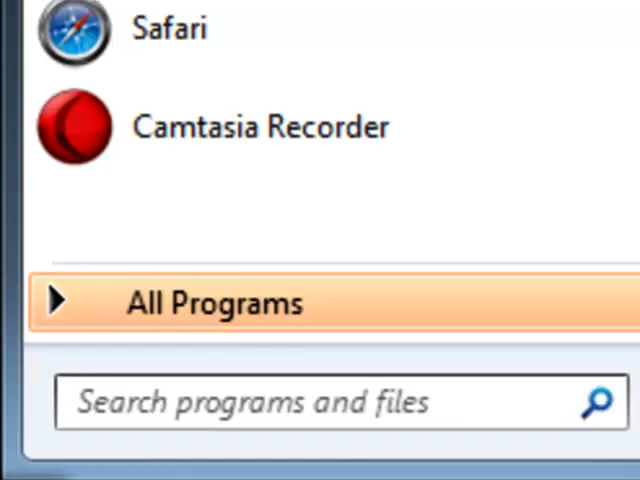 Safari
Camtasia Recorder
All Programs
Search programs and files